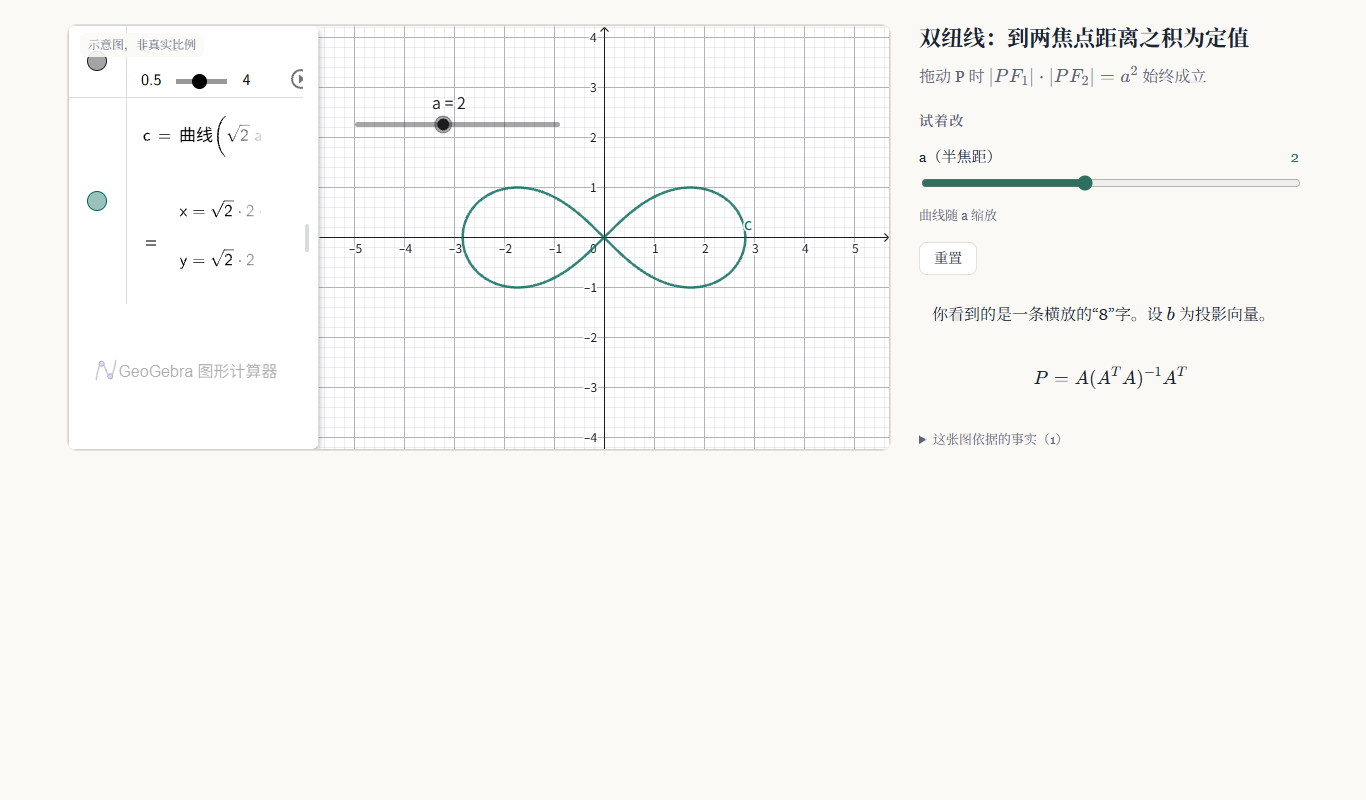 示意图，非真实比例
0.5
4
c = 曲线(√2 a
x = √2 · 2 ·
=
y = √2 · 2
GeoGebra 图形计算器
a = 2
4
3
2
1
–5 –4 –3 –2 –1 0 1 2 3 4 5
–1
–2
–3
–4
c
双纽线：到两焦点距离之积为定值
拖动 P 时 |PF₁| · |PF₂| = a² 始终成立
试着改
a（半焦距） 2
曲线随 a 缩放
重置
你看到的是一条横放的“8”字。设 b 为投影向量。
P = A(AᵀA)⁻¹Aᵀ
▶ 这张图依据的事实（1）